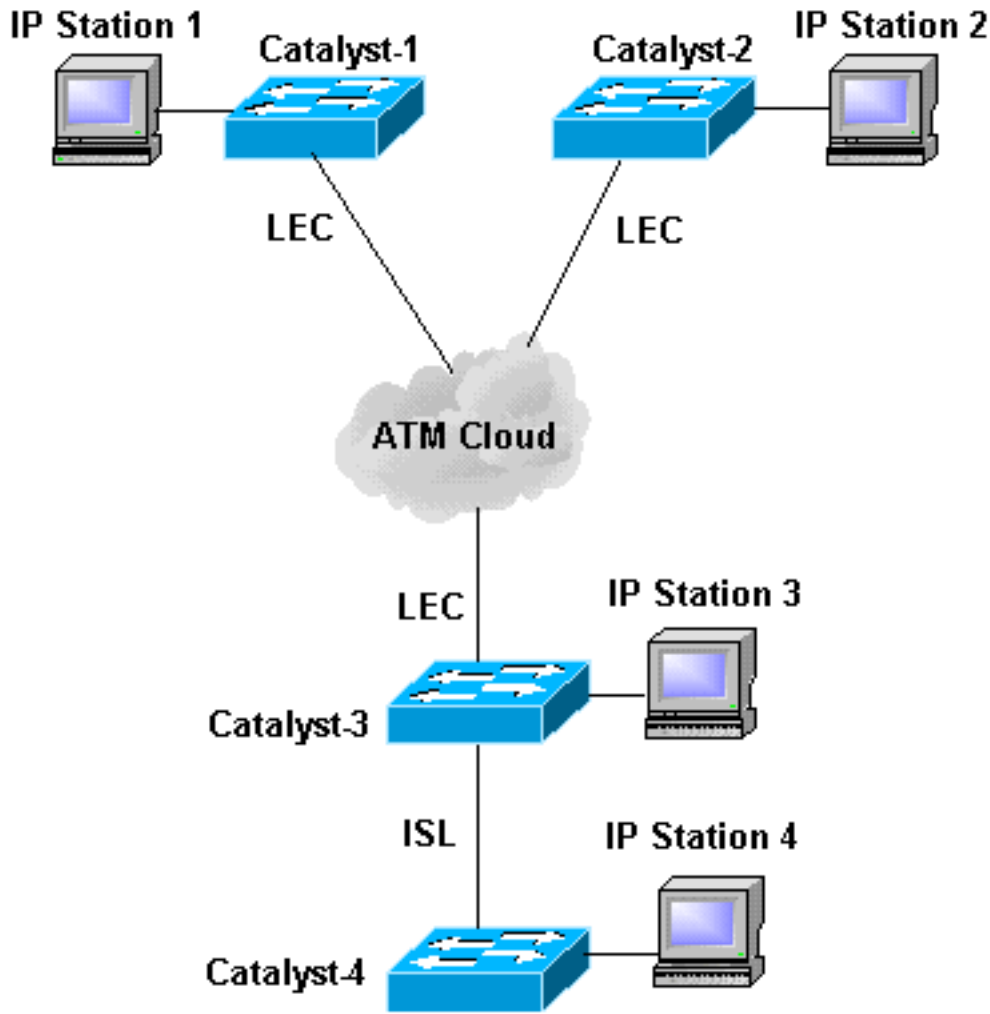 IP Station 1
Catalyst-1
Catalyst-2
IP Station 2
LEC
LEC
ATM Cloud
LEC
IP Station 3
Catalyst-3
ISL
IP Station 4
Catalyst-4